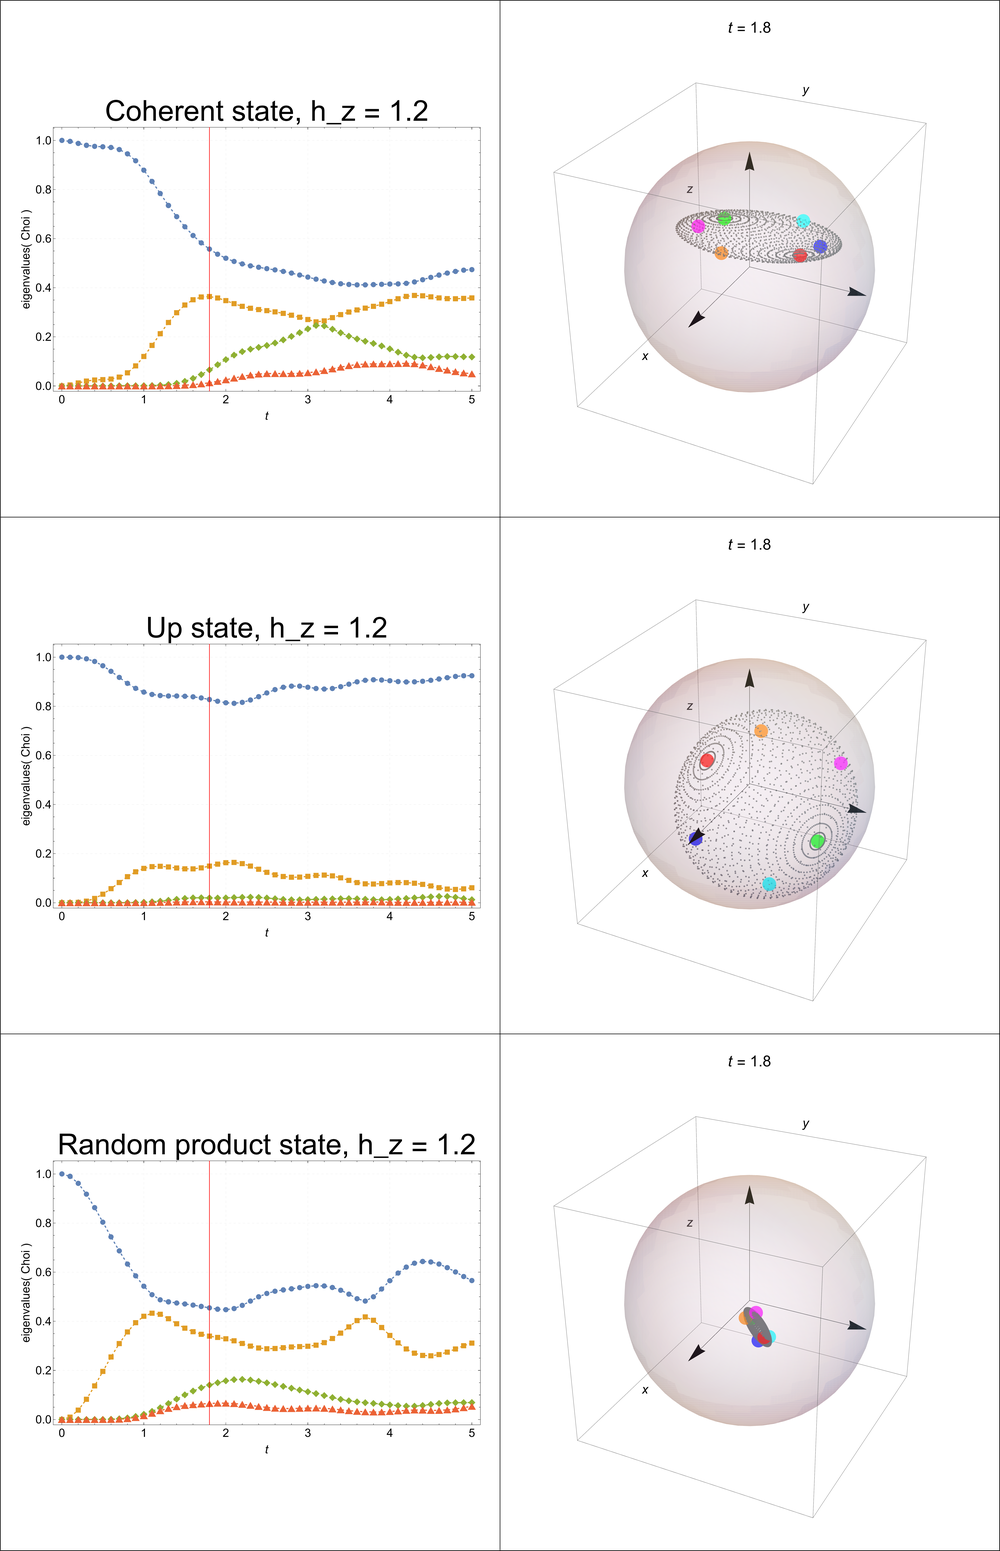 t = 1.8
Coherent state, h_z = 1.2
eigenvalues( Choi )
1.0
0.8
0.6
0.4
0.2
0.0
0 1 2 3 4 5
t
y
z
x
t = 1.8
Up state, h_z = 1.2
eigenvalues( Choi )
1.0
0.8
0.6
0.4
0.2
0.0
0 1 2 3 4 5
t
y
z
x
t = 1.8
Random product state, h_z = 1.2
eigenvalues( Choi )
1.0
0.8
0.6
0.4
0.2
0.0
0 1 2 3 4 5
t
y
z
x